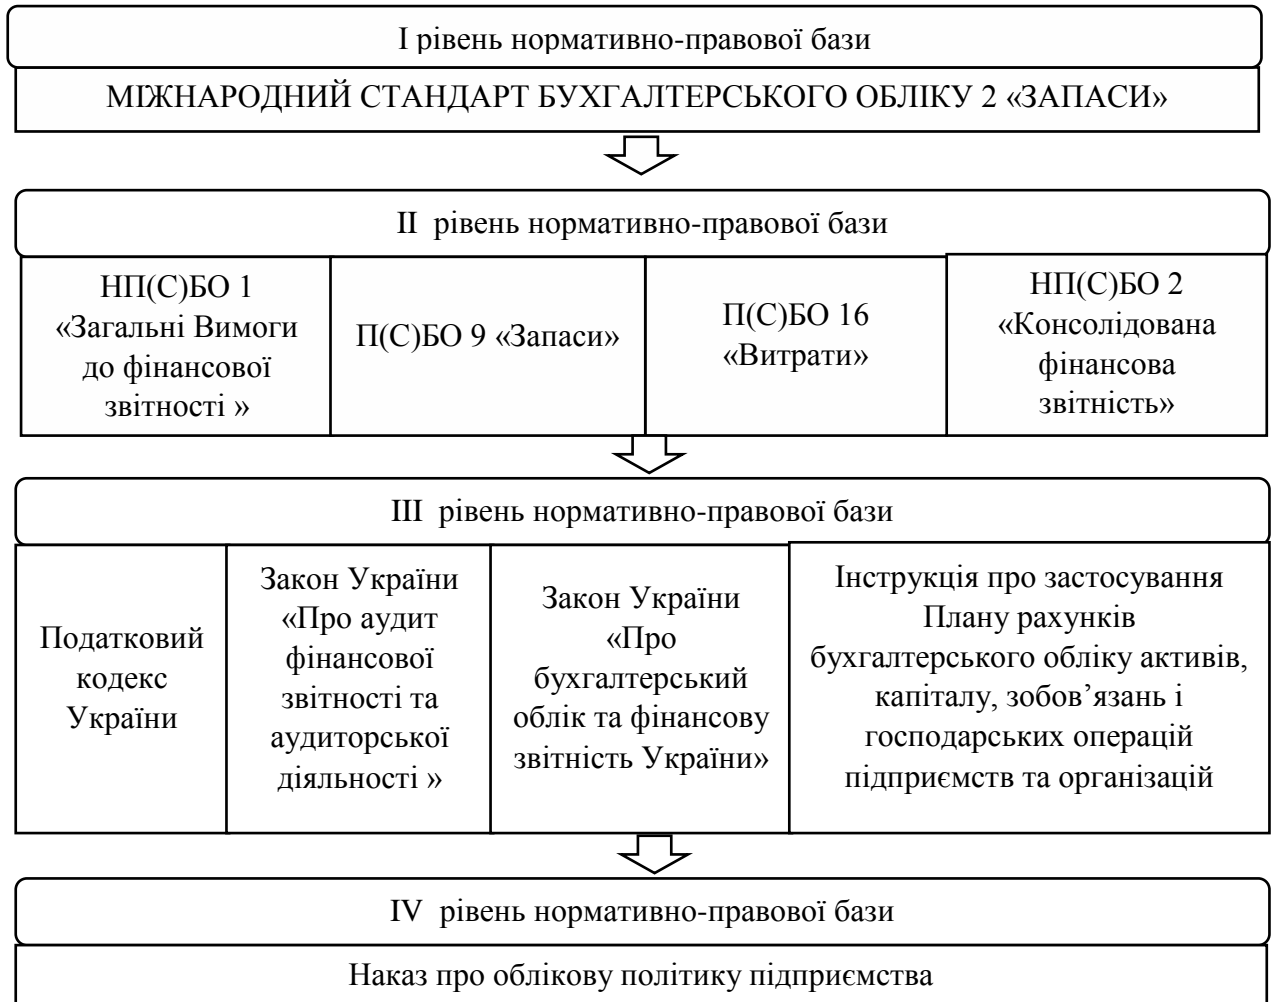 І рівень нормативно-правової бази
МІЖНАРОДНИЙ СТАНДАРТ БУХГАЛТЕРСЬКОГО ОБЛІКУ 2 «ЗАПАСИ»
ІІ рівень нормативно-правової бази
НП(С)БО 1
«Загальні Вимоги
до фінансової
звітності »
П(С)БО 9 «Запаси»
П(С)БО 16
«Витрати»
НП(С)БО 2
«Консолідована
фінансова
звітність»
ІІІ рівень нормативно-правової бази
Податковий
кодекс
України
Закон України
«Про аудит
фінансової
звітності та
аудиторської
діяльності »
Закон України
«Про
бухгалтерський
облік та фінансову
звітність України»
Інструкція про застосування
Плану рахунків
бухгалтерського обліку активів,
капіталу, зобов’язань і
господарських операцій
підприємств та організацій
IV рівень нормативно-правової бази
Наказ про облікову політику підприємства